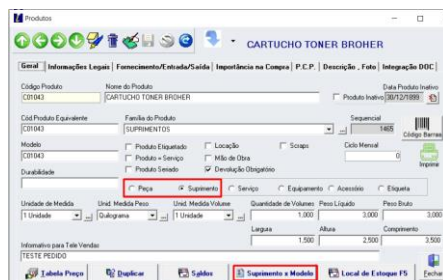 Produtos
CARTUCHO TONER BROHER
Geral Informações Legais Fornecimento/Entrada/Saída Importância na Compra P.C.P. Descrição , Foto Integração DOC
Código Produto Nome do Produto Data Produto Inativo
C01043 CARTUCHO TONER BROHER Produto Inativo 30/12/1899
Cód Produto Equivalente Família do Produto Sequencial
C01043 SUPRIMENTOS ... 1465 Código Barras
Modelo Produto Etiquetado Locação Scraps Ciclo Mensal
C01043 Produto = Serviço Mão de Obra 0
Durabilidade Produto Seriado Devolução Obrigatório Imprime
Peça Suprimento Serviço Equipamento Acessório Etiqueta
Unidade de Medida Unid. Medida Peso Unid. Medida Volume Quantidade de Volumes Peso Líquido Peso Bruto
1 Unidade ... Quilograma ... 1 Unidade ... 1,000 3,000 3,000
Largura Altura Comprimento
1,500 2,500 3,500
Informativo para Tele Vendas
TESTE PEDIDO
Tabela Preço Duplicar Saldos Suprimento x Modelo Local de Estoque F5 Fecha